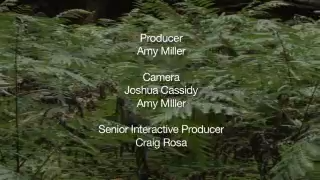 Producer
Amy Miller
Camera
Joshua Cassidy
Amy MIller
Senior Interactive Producer
Craig Rosa